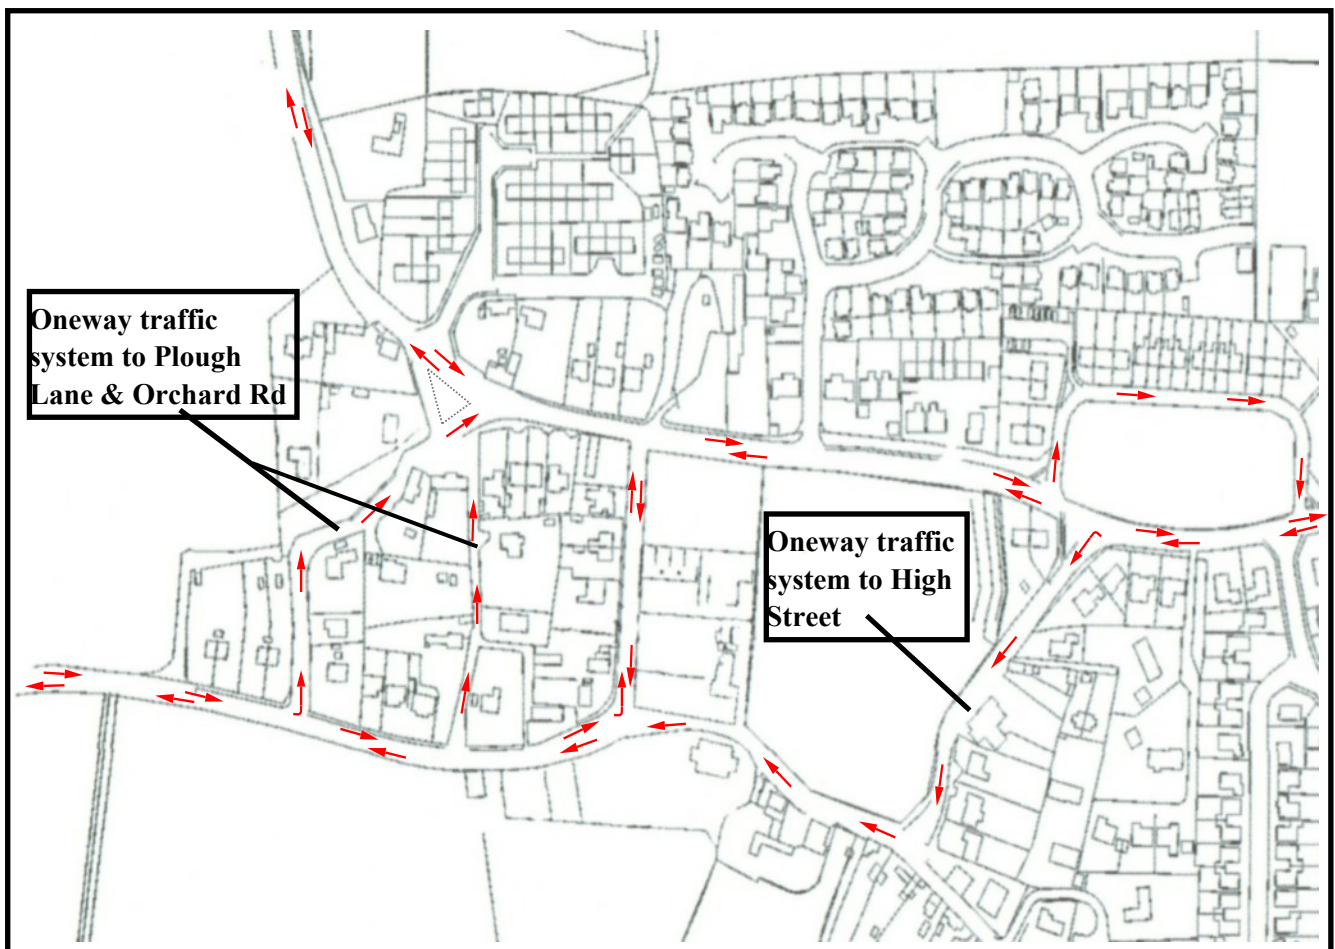 Oneway traffic
system to Plough
Lane & Orchard Rd
Oneway traffic
system to High
Street